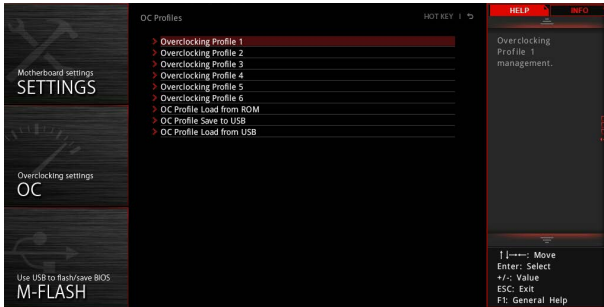 Motherboard settings
SETTINGS
Overclocking settings
OC
Use USB to flash/save BIOS
M-FLASH
OC Profiles
HOT KEY |
Overclocking Profile 1
Overclocking Profile 2
Overclocking Profile 3
Overclocking Profile 4
Overclocking Profile 5
Overclocking Profile 6
OC Profile Load from ROM
OC Profile Save to USB
OC Profile Load from USB
HELP
INFO
Overclocking
Profile 1
management.
↑↓→←: Move
Enter: Select
+/-: Value
ESC: Exit
F1: General Help